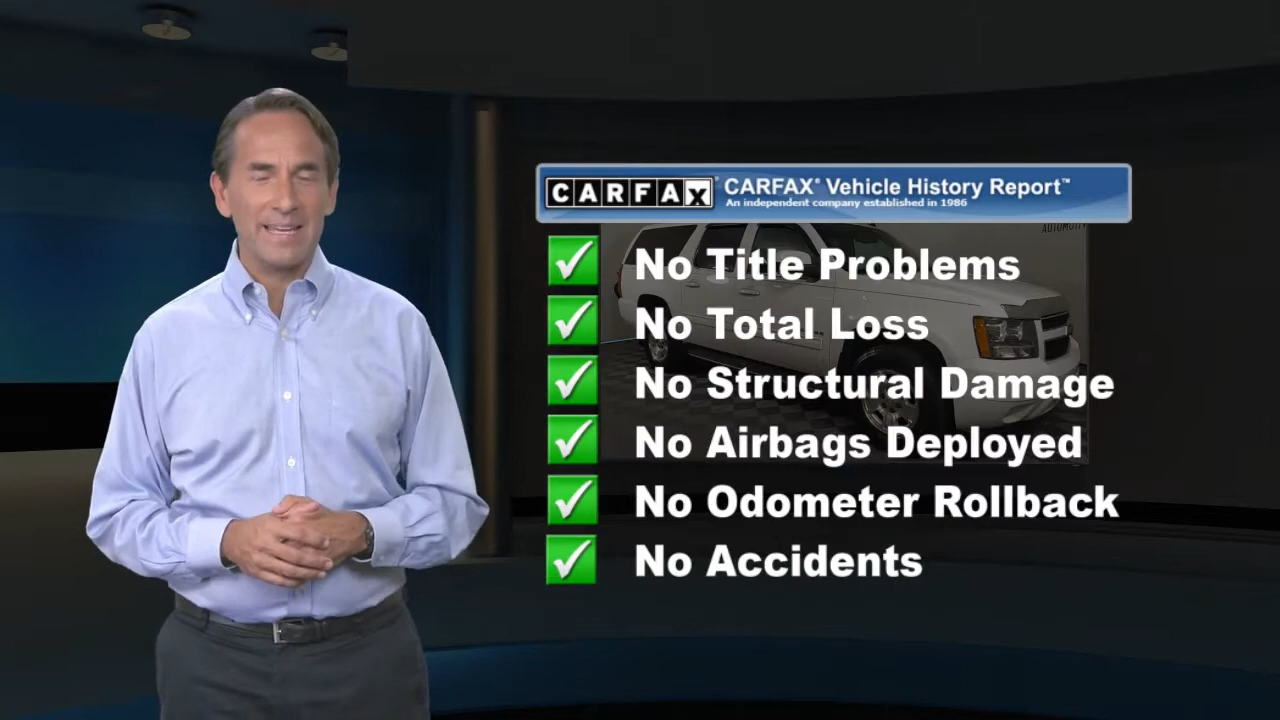 CARFAX CARFAX® Vehicle History Report™
An independent company established in 1986
AUTOMOTIV
No Title Problems
No Total Loss
No Structural Damage
No Airbags Deployed
No Odometer Rollback
No Accidents